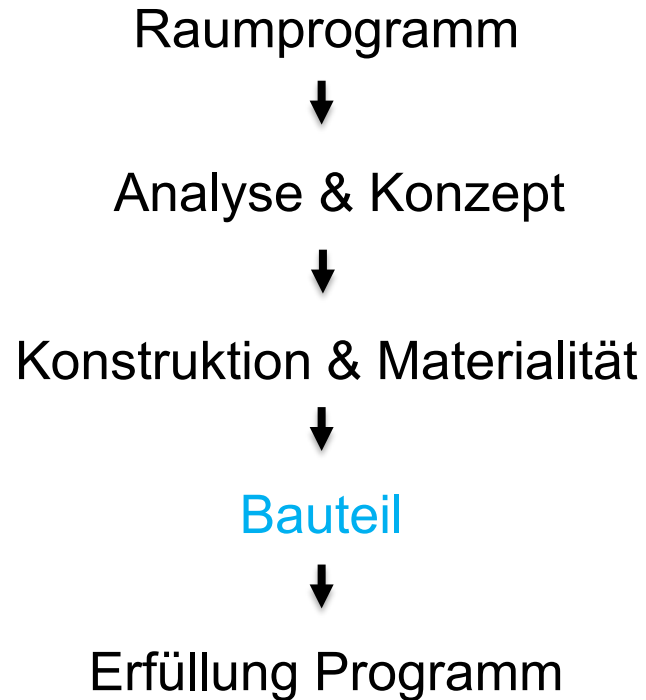 Raumprogramm
Analyse & Konzept
Konstruktion & Materialität
Bauteil
Erfüllung Programm